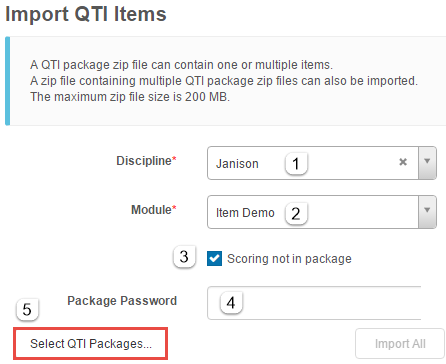 Import QTI Items
A QTI package zip file can contain one or multiple items.
A zip file containing multiple QTI package zip files can also be imported.
The maximum zip file size is 200 MB.
Discipline* Janison 1 ×
Module* Item Demo 2
3 Scoring not in package
5 Package Password 4
Select QTI Packages... Import All